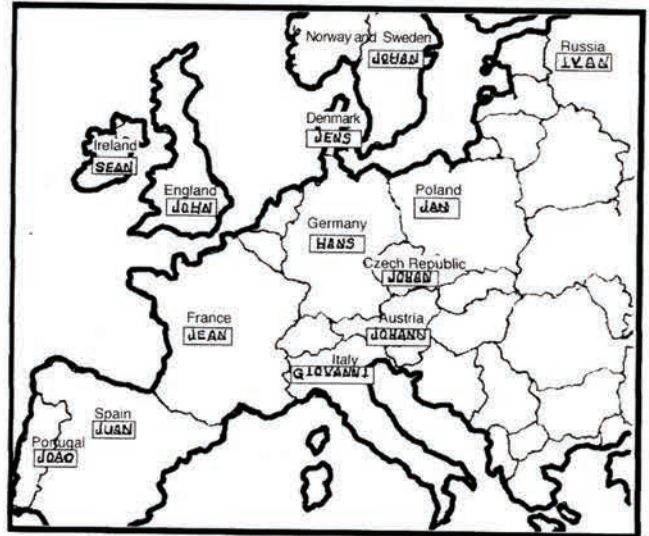 Norway and Sweden
JOHAN
Russia
IVAN
Denmark
JENS
Ireland
SEAN
England
JOHN
Poland
JAN
Germany
HANS
Czech Republic
JOHAN
France
JEAN
Austria
JOHANN
Italy
GIOVANNI
Spain
JUAN
Portugal
JOAO